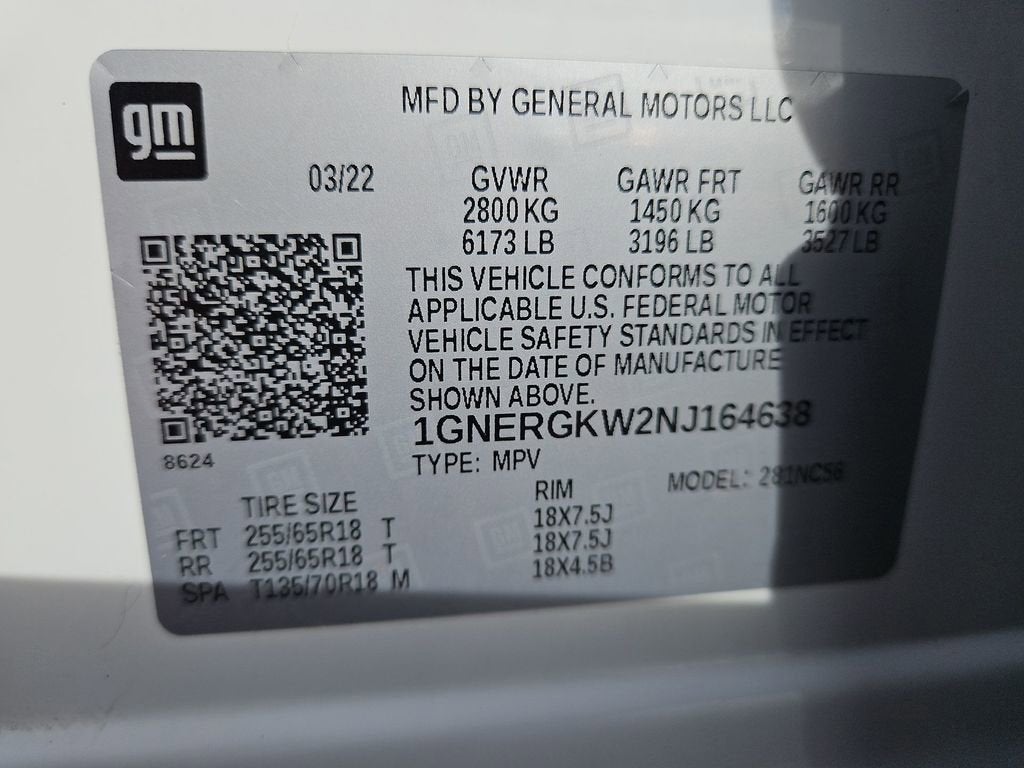 gm
MFD BY GENERAL MOTORS LLC
03/22 GVWR GAWR FRT GAWR RR
2800 KG 1450 KG 1600 KG
6173 LB 3196 LB 3527 LB
THIS VEHICLE CONFORMS TO ALL
APPLICABLE U.S. FEDERAL MOTOR
VEHICLE SAFETY STANDARDS IN EFFECT
ON THE DATE OF MANUFACTURE
SHOWN ABOVE.
1GNERGKW2NJ164638
8624
TYPE: MPV MODEL: 281NC56
TIRE SIZE RIM
FRT 255/65R18 T 18X7.5J
RR 255/65R18 T 18X7.5J
SPA T135/70R18 M 18X4.5B